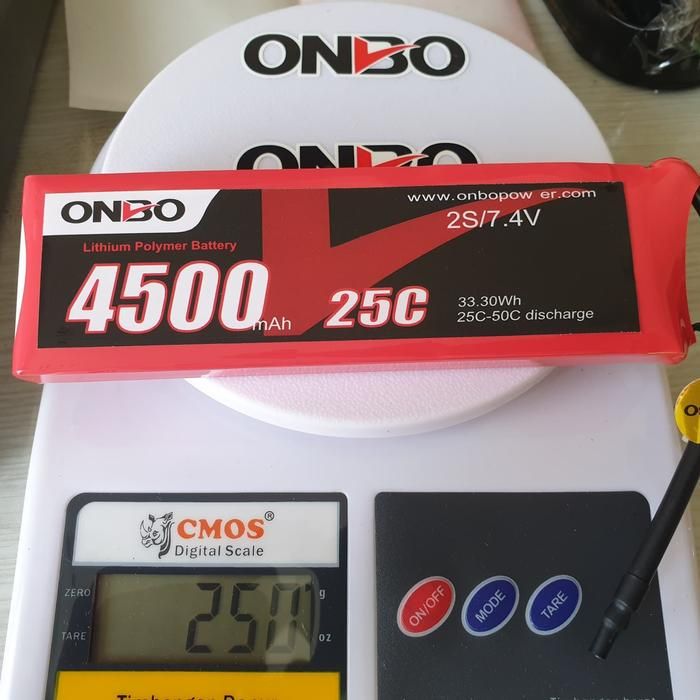 ONBO
ONBO
ONBO
www.onbopow er.com
2S/7.4V
Lithium Polymer Battery
4500mAh
25C
33.30Wh
25C-50C discharge
CMOS®
Digital Scale
ZERO
g
250
TARE
oz
ON/OFF
MODE
TARE